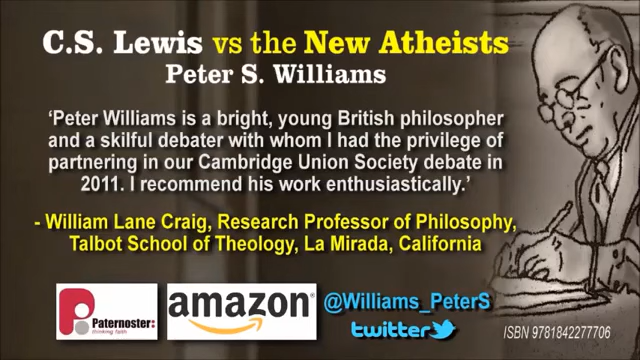 C.S. Lewis vs the New Atheists
Peter S. Williams
‘Peter Williams is a bright, young British philosopher
and a skilful debater with whom I had the privilege of
partnering in our Cambridge Union Society debate in
2011. I recommend his work enthusiastically.’
- William Lane Craig, Research Professor of Philosophy,
Talbot School of Theology, La Mirada, California
Paternoster:
thinking faith
amazon
@Williams_PeterS
twitter
ISBN 9781842277706